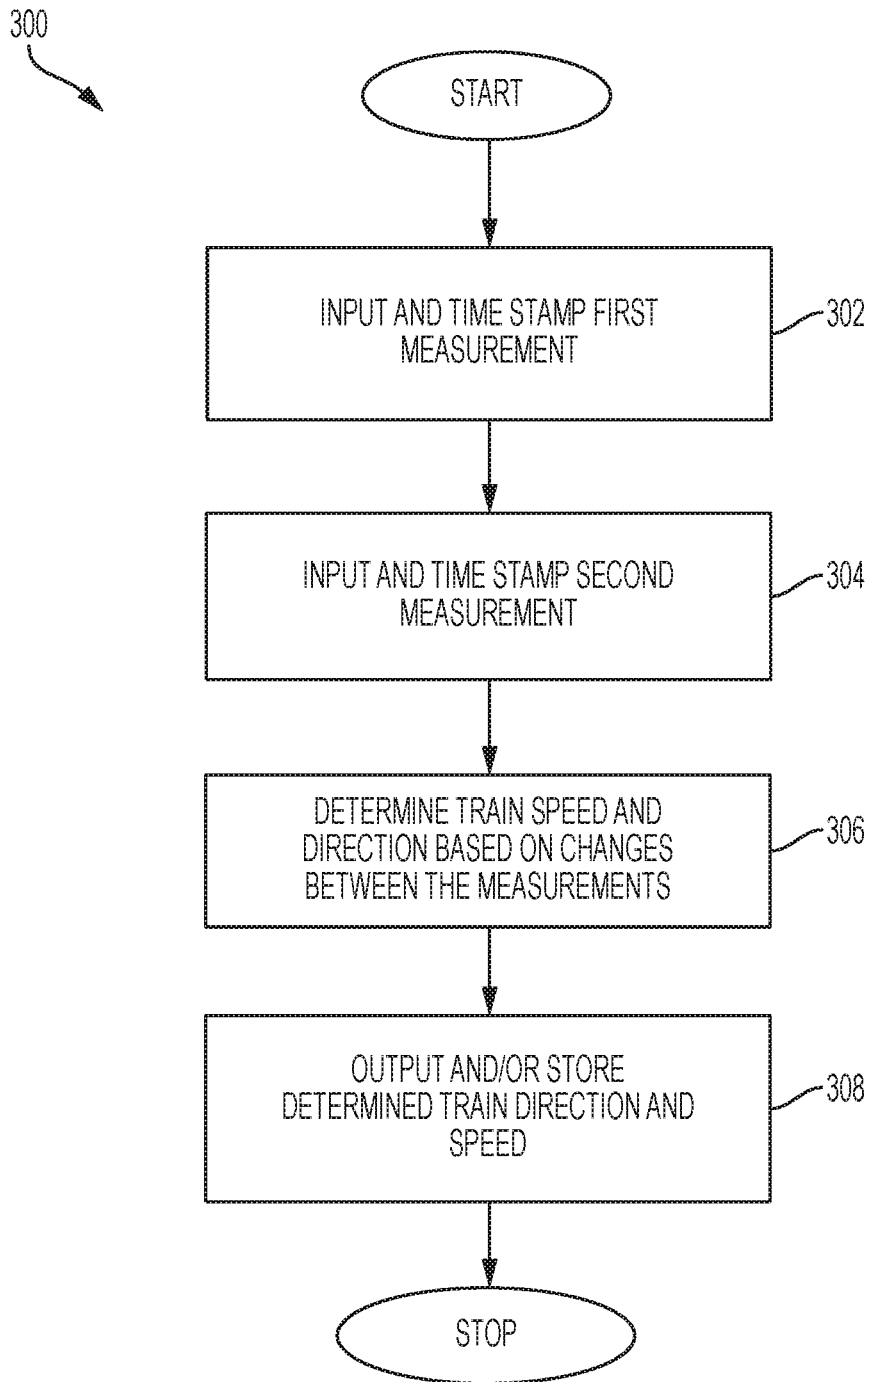 300
START
INPUT AND TIME STAMP FIRST
MEASUREMENT
302
INPUT AND TIME STAMP SECOND
MEASUREMENT
304
DETERMINE TRAIN SPEED AND
DIRECTION BASED ON CHANGES
BETWEEN THE MEASUREMENTS
306
OUTPUT AND/OR STORE
DETERMINED TRAIN DIRECTION AND
SPEED
308
STOP